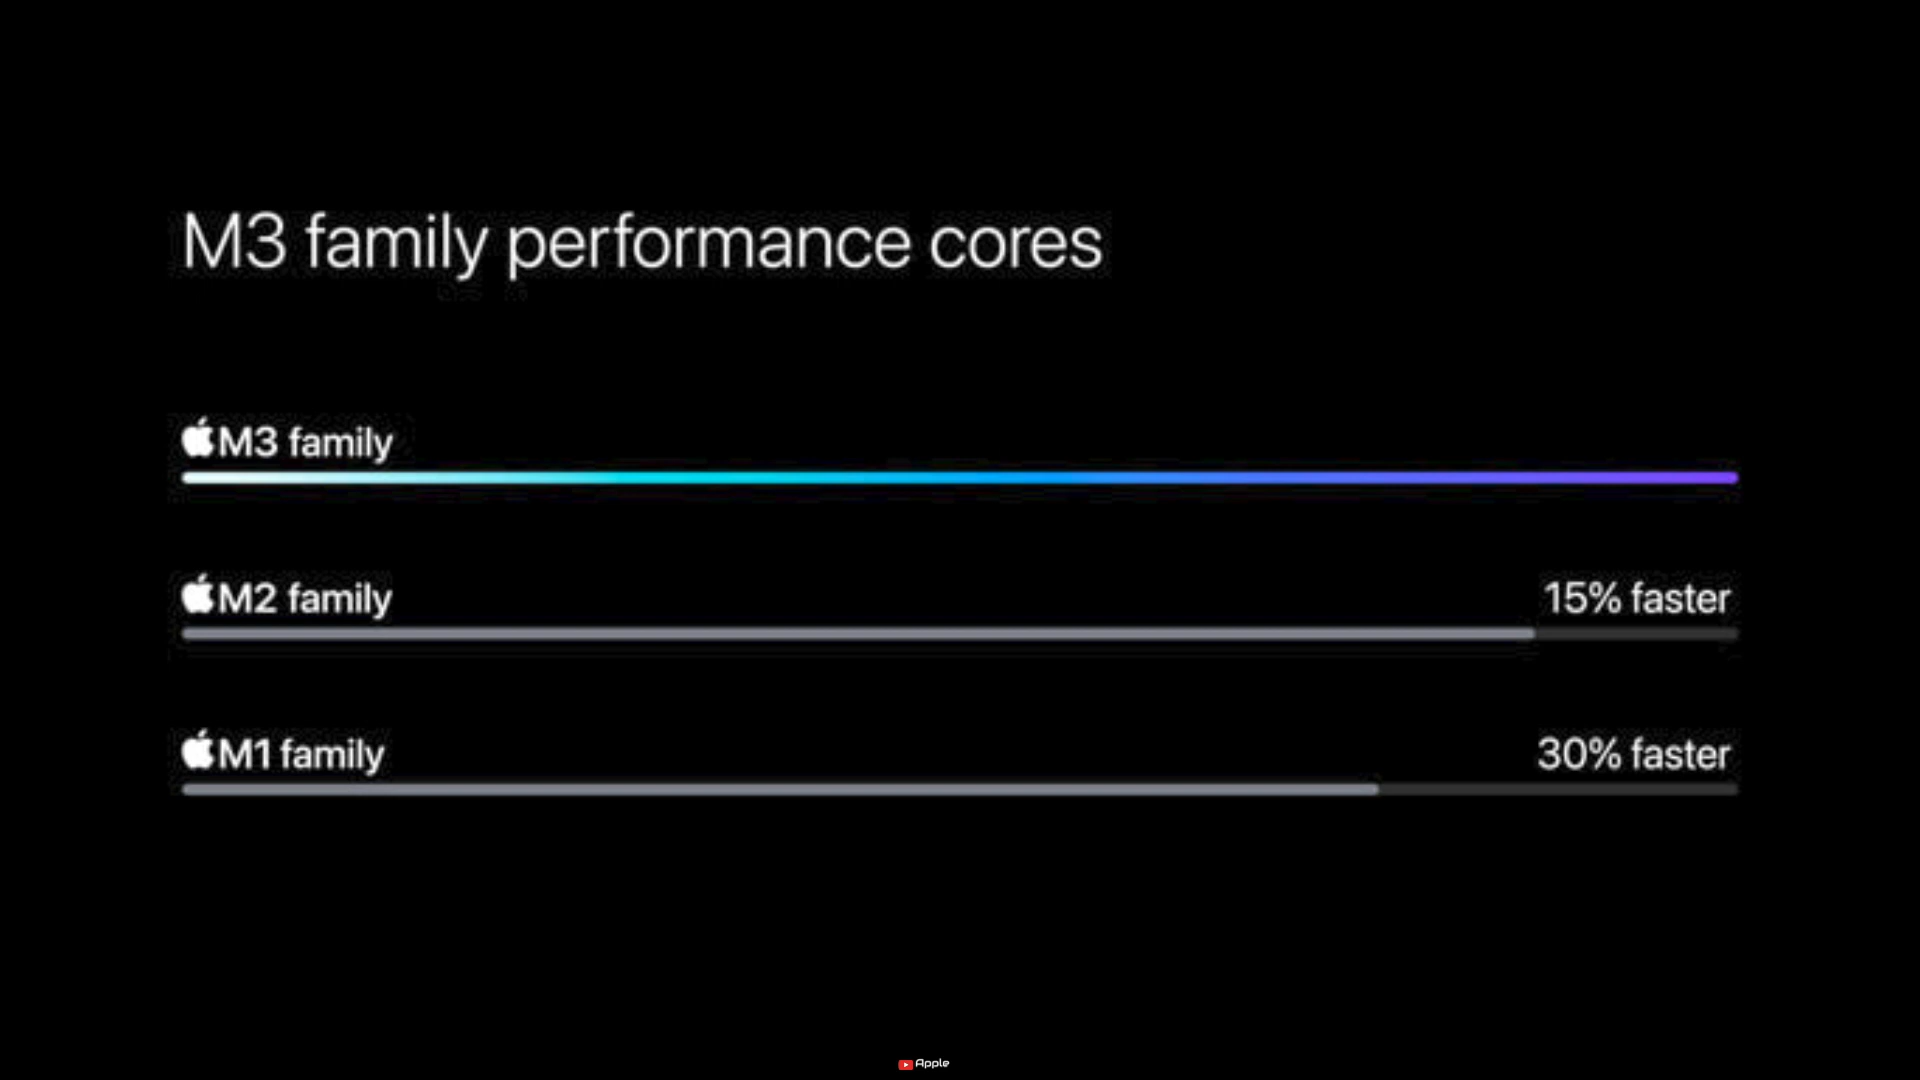 M3 family performance cores
M3 family
M2 family
15% faster
M1 family
30% faster
Apple